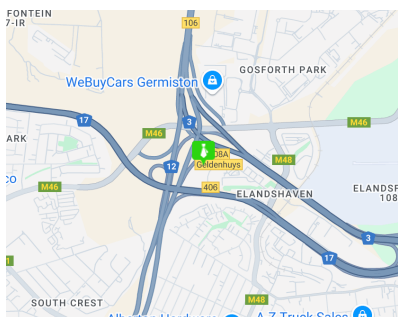 FONTEIN
7-IR
106
GOSFORTH PARK
WeBuyCars Germiston
17
3
M46
M46
ARK
08A
Geldenhuys
M48
12
co
M46
406
ELANDSHAVEN
ELANDSF
108
3
17
1
SOUTH CREST
M48
A-Z Truck Sales